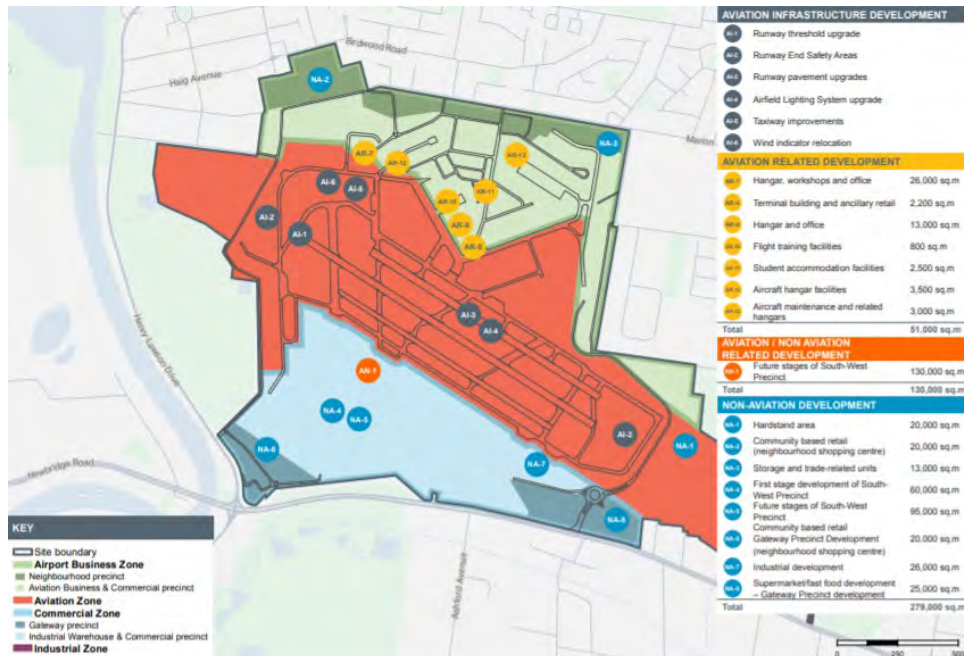 Birdwood Road
Haig Avenue
Henry Lawson Drive
Newbridge Road
Ashford Avenue
NA-2
NA-3
AR-7
AR-12
AR-13
AR-11
AR-10
AI-6
AI-5
AI-2
AI-1
AI-3
AI-4
AN-1
NA-4
NA-5
NA-6
NA-7
AI-2
NA-1
NA-8
KEY
Site boundary
Airport Business Zone
Neighbourhood precinct
Aviation Business & Commercial precinct
Aviation Zone
Commercial Zone
Gateway precinct
Industrial Warehouse & Commercial precinct
Industrial Zone
AVIATION INFRASTRUCTURE DEVELOPMENT
AI-1 Runway threshold upgrade
AI-2 Runway End Safety Areas
AI-3 Runway pavement upgrades
AI-4 Airfield Lighting System upgrade
AI-5 Taxiway improvements
AI-6 Wind indicator relocation
AVIATION RELATED DEVELOPMENT
AR-7 Hangar, workshops and office 26,000 sq.m
Terminal building and ancillary retail 2,200 sq.m
Hangar and office 13,000 sq.m
AR-10 Flight training facilities 800 sq.m
AR-11 Student accommodation facilities 2,500 sq.m
Aircraft hangar facilities 3,500 sq.m
Aircraft maintenance and related
hangars 3,000 sq.m
Total 51,000 sq.m
AVIATION / NON AVIATION
RELATED DEVELOPMENT
AN-1 Future stages of South-West
Precinct 130,000 sq.m
Total 130,000 sq.m
NON-AVIATION DEVELOPMENT
NA-1 Hardstand area 20,000 sq.m
NA-2 Community based retail
(neighbourhood shopping centre) 20,000 sq.m
NA-3 Storage and trade-related units 13,000 sq.m
NA-4 First stage development of South-
West Precinct 60,000 sq.m
NA-5 Future stages of South-West
Precinct 95,000 sq.m
Community based retail
NA-6 Gateway Precinct Development 20,000 sq.m
(neighbourhood shopping centre)
NA-7 Industrial development 26,000 sq.m
NA-8 Supermarket/fast food development
– Gateway Precinct development 25,000 sq.m
Total 279,000 sq.m
0 250 500